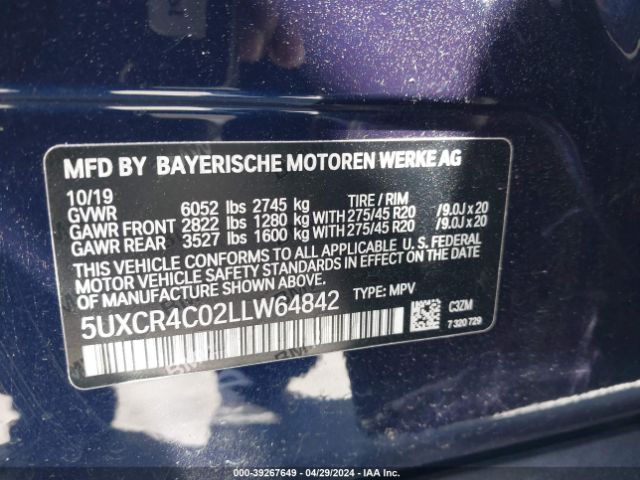 MFD BY BAYERISCHE MOTOREN WERKE AG
10/19 TIRE / RIM
GVWR 6052 lbs 2745 kg
GAWR FRONT 2822 lbs 1280 kg WITH 275/45 R20 /9.0J x 20
GAWR REAR 3527 lbs 1600 kg WITH 275/45 R20 /9.0J x 20
THIS VEHICLE CONFORMS TO ALL APPLICABLE U. S. FEDERAL
MOTOR VEHICLE SAFETY STANDARDS IN EFFECT ON THE DATE OF
MANUFACTURE SHOWN ABOVE.
5UXCR4C02LLW64842 TYPE: MPV
C3ZM
7 320 729
000-39267649 - 04/29/2024 - IAA Inc.